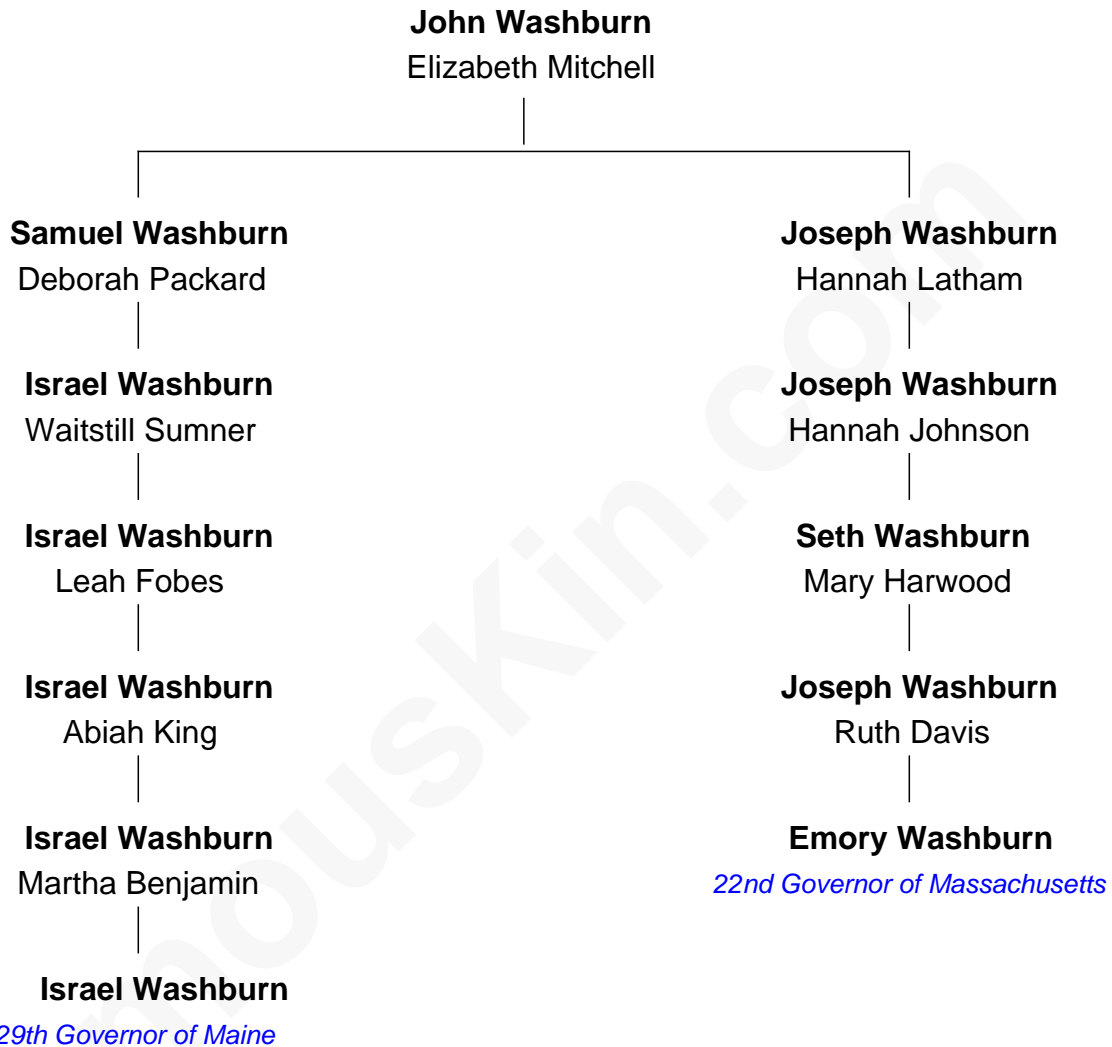 John Washburn
Elizabeth Mitchell
Samuel Washburn
Deborah Packard
Joseph Washburn
Hannah Latham
Israel Washburn
Waitstill Sumner
Joseph Washburn
Hannah Johnson
Israel Washburn
Leah Fobes
Seth Washburn
Mary Harwood
Israel Washburn
Abiah King
Joseph Washburn
Ruth Davis
Israel Washburn
Martha Benjamin
Emory Washburn
22nd Governor of Massachusetts
Israel Washburn
29th Governor of Maine
mousKin.com